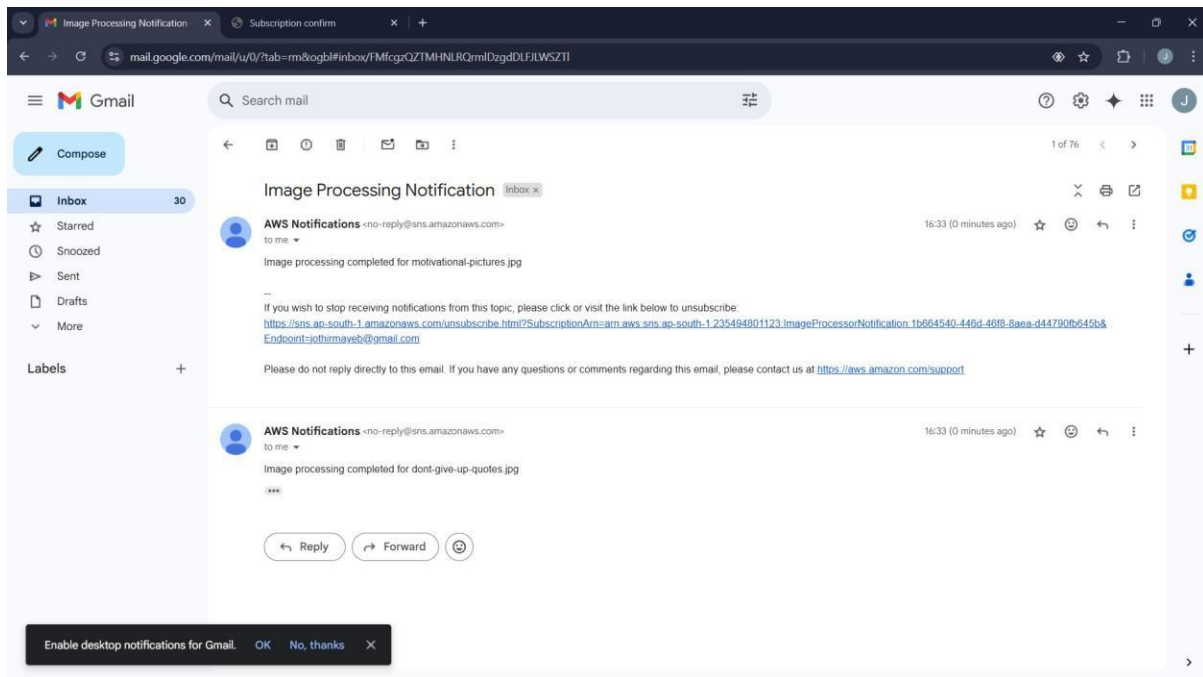 Image Processing Notification
Subscription confirm
mail.google.com/mail/u/0/?tab=rm&ogbl#inbox/FMfcgzQZTMHNLRQrmlDzgdDLFJLWSZTl
J
Gmail
Search mail
J
Compose
1 of 76
31
Image Processing Notification Inbox x
Inbox 30
AWS Notifications <no-reply@sns.amazonaws.com> 16:33 (0 minutes ago)
to me
Starred
Snoozed
Image processing completed for motivational-pictures.jpg
Sent
--
Drafts
If you wish to stop receiving notifications from this topic, please click or visit the link below to unsubscribe:
More
https://sns.ap-south-1.amazonaws.com/unsubscribe.html?SubscriptionArn=arn:aws:sns:ap-south-1:235494801123:ImageProcessorNotification:1b664540-446d-46f8-8aea-d44790fb645b&
Endpoint=jothirmayeb@gmail.com
Labels
Please do not reply directly to this email. If you have any questions or comments regarding this email, please contact us at https://aws.amazon.com/support
AWS Notifications <no-reply@sns.amazonaws.com> 16:33 (0 minutes ago)
to me
Image processing completed for dont-give-up-quotes.jpg
Reply Forward
Enable desktop notifications for Gmail. OK No, thanks